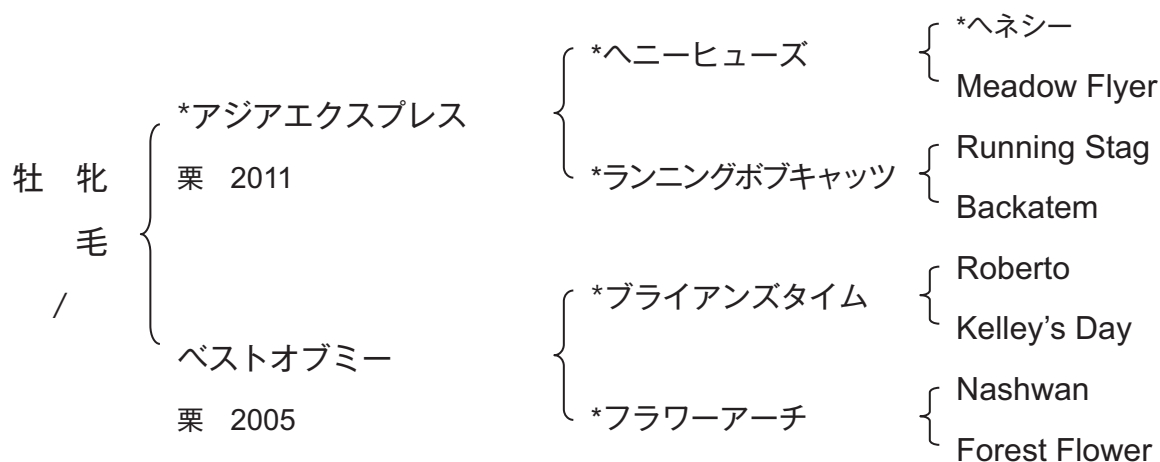 *ヘネシー
*ヘニーヒューズ
Meadow Flyer
*アジアエクスプレス
Running Stag
牡 牝
栗 2011
*ランニングボブキャッツ
Backatem
毛
Roberto
/
*ブライアンズタイム
Kelley’s Day
ベストオブミー
Nashwan
栗 2005
*フラワーアーチ
Forest Flower